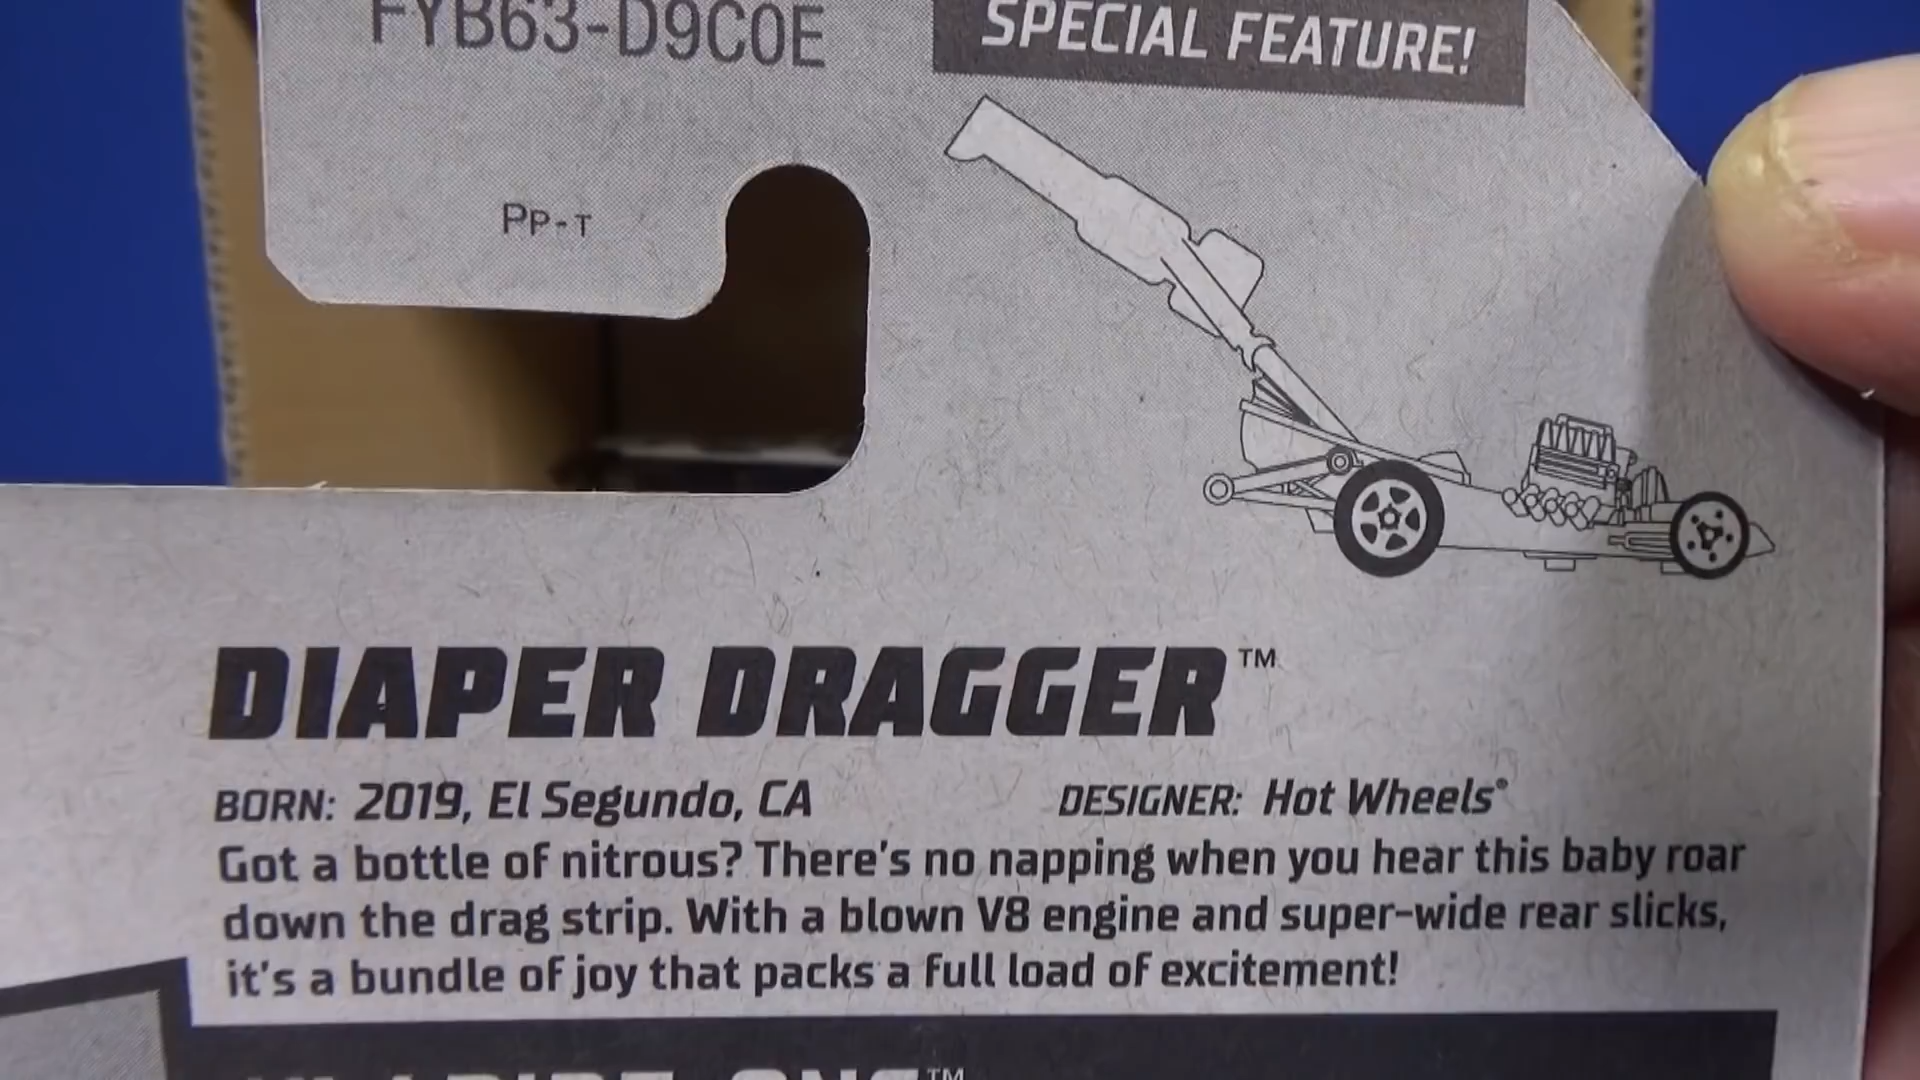 FYB63-D9C0E
SPECIAL FEATURE!
PP-T
DIAPER DRAGGER™
BORN: 2019, El Segundo, CA
DESIGNER: Hot Wheels®
Got a bottle of nitrous? There's no napping when you hear this baby roar
down the drag strip. With a blown V8 engine and super-wide rear slicks,
it's a bundle of joy that packs a full load of excitement!
™